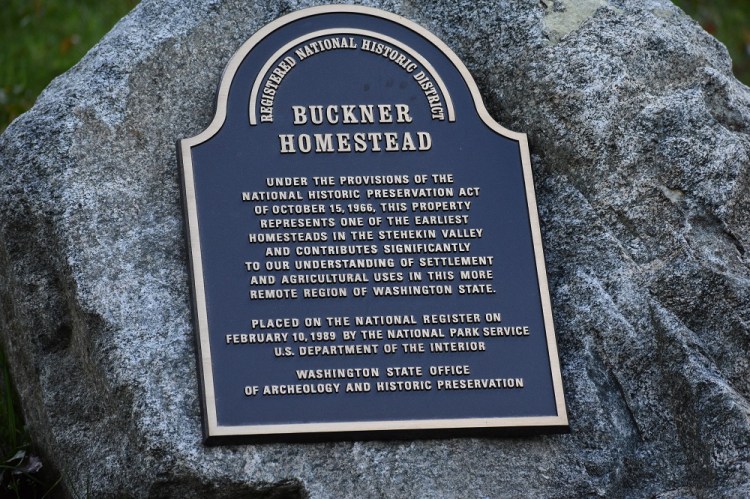 REGISTERED NATIONAL HISTORIC DISTRICT
BUCKNER
HOMESTEAD
UNDER THE PROVISIONS OF THE
NATIONAL HISTORIC PRESERVATION ACT
OF OCTOBER 15, 1966, THIS PROPERTY
REPRESENTS ONE OF THE EARLIEST
HOMESTEADS IN THE STEHEKIN VALLEY
AND CONTRIBUTES SIGNIFICANTLY
TO OUR UNDERSTANDING OF SETTLEMENT
AND AGRICULTURAL USES IN THIS MORE
REMOTE REGION OF WASHINGTON STATE.
PLACED ON THE NATIONAL REGISTER ON
FEBRUARY 10, 1989 BY THE NATIONAL PARK SERVICE
U.S. DEPARTMENT OF THE INTERIOR
WASHINGTON STATE OFFICE
OF ARCHEOLOGY AND HISTORIC PRESERVATION